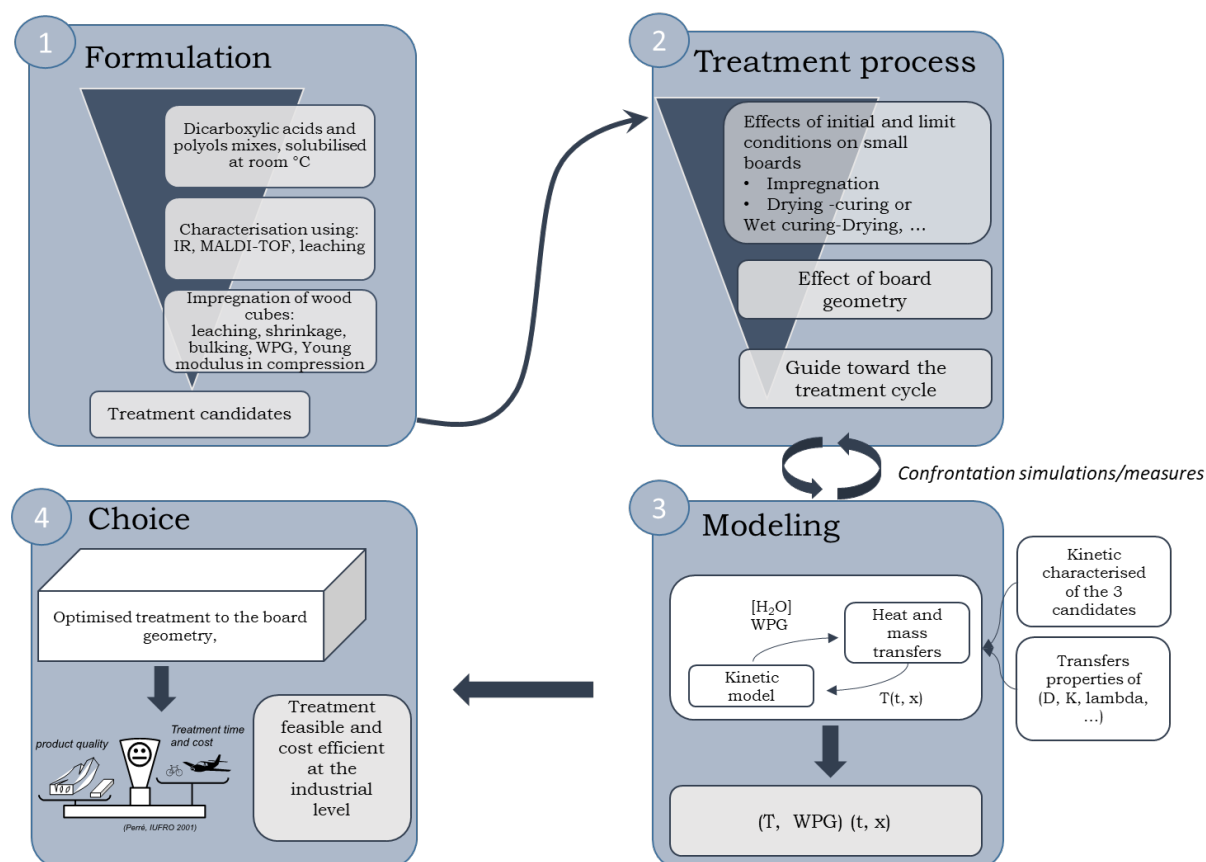 1
Formulation
Dicarboxylic acids and
polyols mixes, solubilised
at room °C
Characterisation using:
IR, MALDI-TOF, leaching
Impregnation of wood
cubes:
leaching, shrinkage,
bulking, WPG, Young
modulus in compression
Treatment candidates
2
Treatment process
Effects of initial and limit
conditions on small
boards
• Impregnation
• Drying -curing or
Wet curing-Drying, …
Effect of board
geometry
Guide toward the
treatment cycle
Confrontation simulations/measures
3
Modeling
[H₂O]
WPG
Heat and
mass
transfers
Kinetic
model
T(t, x)
(T, WPG) (t, x)
Kinetic
characterised
of the 3
candidates
Transfers
properties of
(D, K, lambda,
…)
4
Choice
Optimised treatment to the board
geometry,
product quality
Treatment time
and cost
(Perré, IUFRO 2001)
Treatment
feasible and
cost efficient
at the
industrial
level